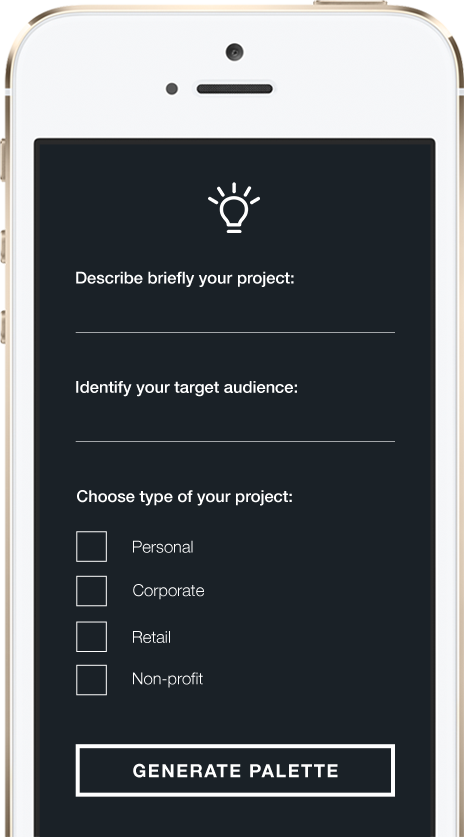 Describe briefly your project:
Identify your target audience:
Choose type of your project:
Personal
Corporate
Retail
Non-profit
GENERATE PALETTE